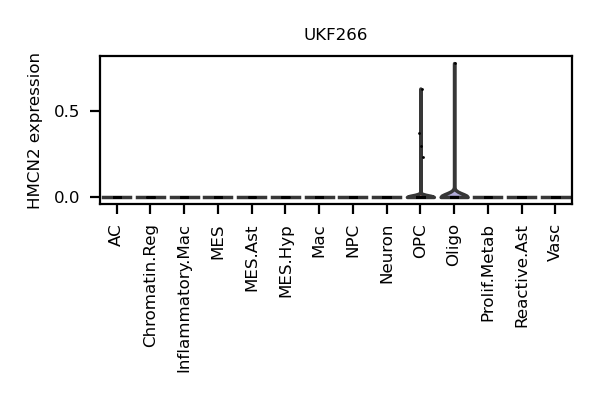 UKF266
HMCN2 expression
0.5
0.0
AC
Chromatin.Reg
Inflammatory.Mac
MES
MES.Ast
MES.Hyp
Mac
NPC
Neuron
OPC
Oligo
Prolif.Metab
Reactive.Ast
Vasc